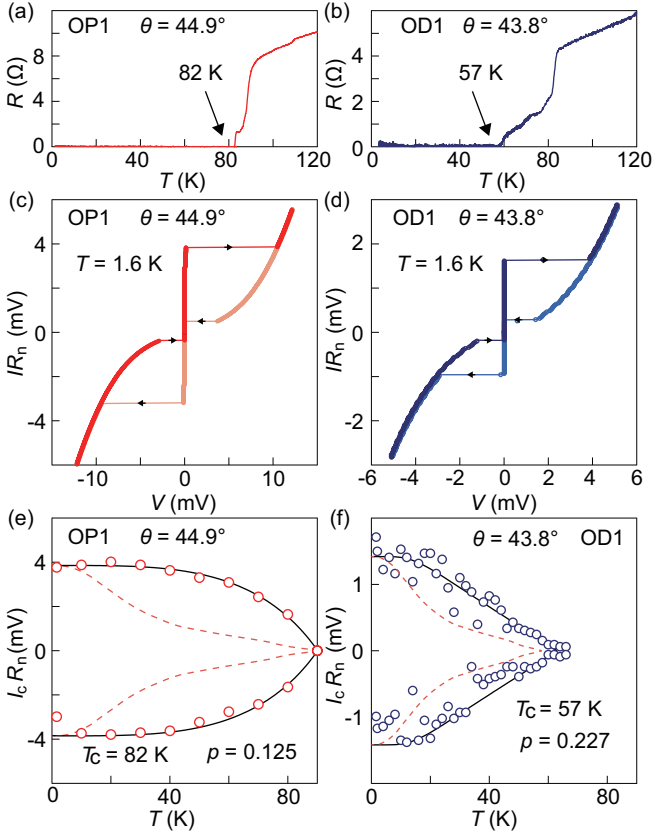 (a) OP1 θ = 44.9°
82 K
R (Ω)
8
4
0
0 40 80 120
T (K)
(b) OD1 θ = 43.8°
57 K
R (Ω)
4
2
0
0 40 80 120
T (K)
(c) OP1 θ = 44.9°
T = 1.6 K
IRn (mV)
4
0
-4
-10 0 10
V (mV)
(d) OD1 θ = 43.8°
T = 1.6 K
2
0
-2
-6 -4 -2 0 2 4 6
V (mV)
(e) OP1 θ = 44.9°
Ic Rn (mV)
4
0
-4
TC = 82 K p = 0.125
0 40 80
T (K)
(f) θ = 43.8° OD1
Ic Rn (mV)
1
0
-1
TC = 57 K
p = 0.227
0 40 80
T (K)